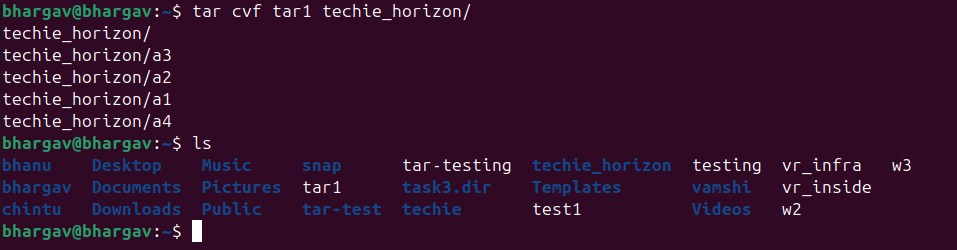 bhargav@bhargav:~$ tar cvf tar1 techie_horizon/
techie_horizon/
techie_horizon/a3
techie_horizon/a2
techie_horizon/a1
techie_horizon/a4
bhargav@bhargav:~$ ls
bhanu Desktop Music snap tar-testing techie_horizon testing vr_infra w3
bhargav Documents Pictures tar1 task3.dir Templates vamshi vr_inside
chintu Downloads Public tar-test techie test1 Videos w2
bhargav@bhargav:~$